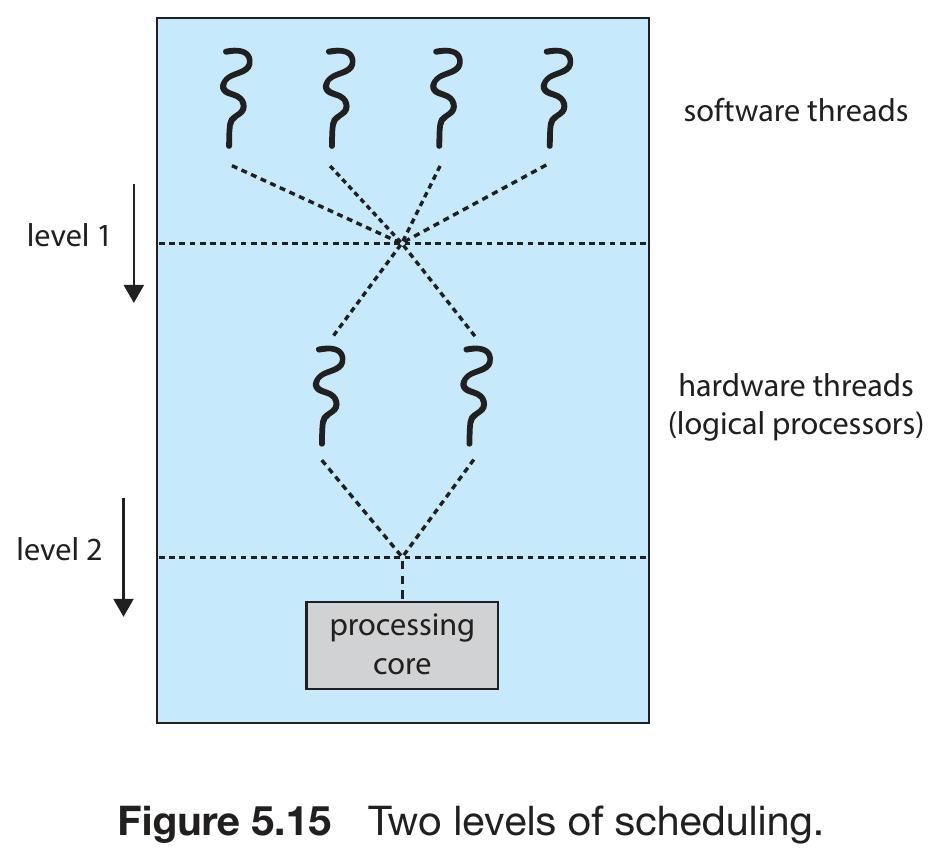 software threads
level 1
hardware threads
(logical processors)
level 2
processing
core
Figure 5.15 Two levels of scheduling.